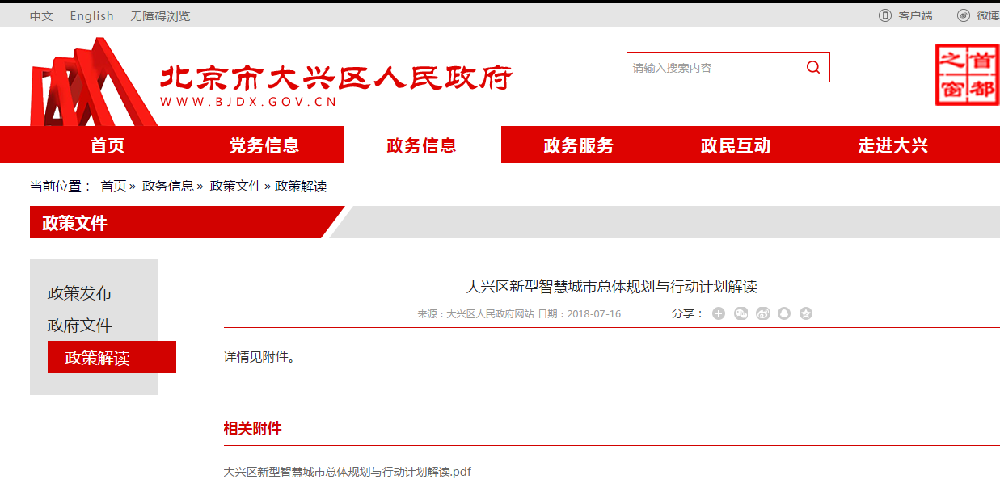 中文 English 无障碍浏览 客户端 微博
北京市大兴区人民政府
WWW.BJDX.GOV.CN
请输入搜索内容
首都之窗
首页 党务信息 政务信息 政务服务 政民互动 走进大兴
当前位置： 首页» 政务信息» 政策文件» 政策解读
政策文件
政策发布
政府文件
政策解读
大兴区新型智慧城市总体规划与行动计划解读
来源：大兴区人民政府网站 日期：2018-07-16 分享：
详情见附件。
相关附件
大兴区新型智慧城市总体规划与行动计划解读.pdf